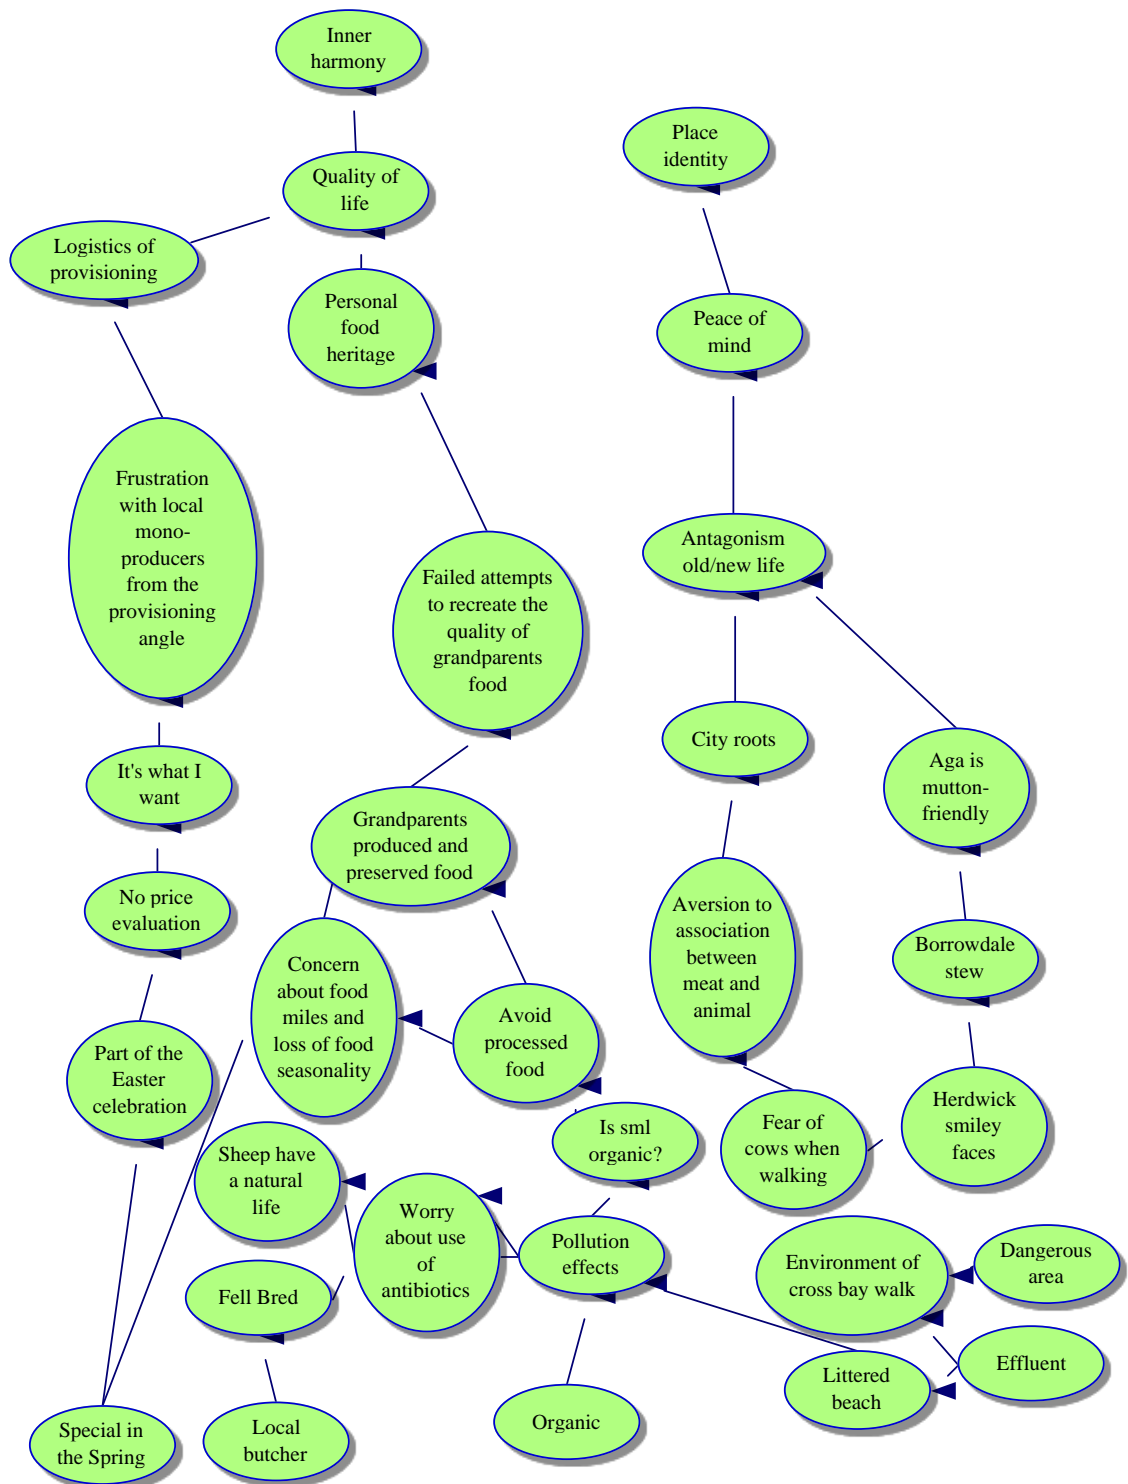 Inner
harmony
Place
identity
Quality of
life
Logistics of
provisioning
Personal
food
heritage
Peace of
mind
Frustration
with local
mono-
producers
from the
provisioning
angle
Failed attempts
to recreate the
quality of
grandparents
food
Antagonism
old/new life
City roots
Aga is
mutton-
friendly
It's what I
want
Grandparents
produced and
preserved food
No price
evaluation
Aversion to
association
between
meat and
animal
Borrowdale
stew
Concern
about food
miles and
loss of food
seasonality
Avoid
processed
food
Part of the
Easter
celebration
Herdwick
smiley
faces
Is sml
organic?
Fear of
cows when
walking
Sheep have
a natural
life
Worry
about use
of
antibiotics
Pollution
effects
Environment of
cross bay walk
Dangerous
area
Fell Bred
Effluent
Littered
beach
Organic
Special in
the Spring
Local
butcher